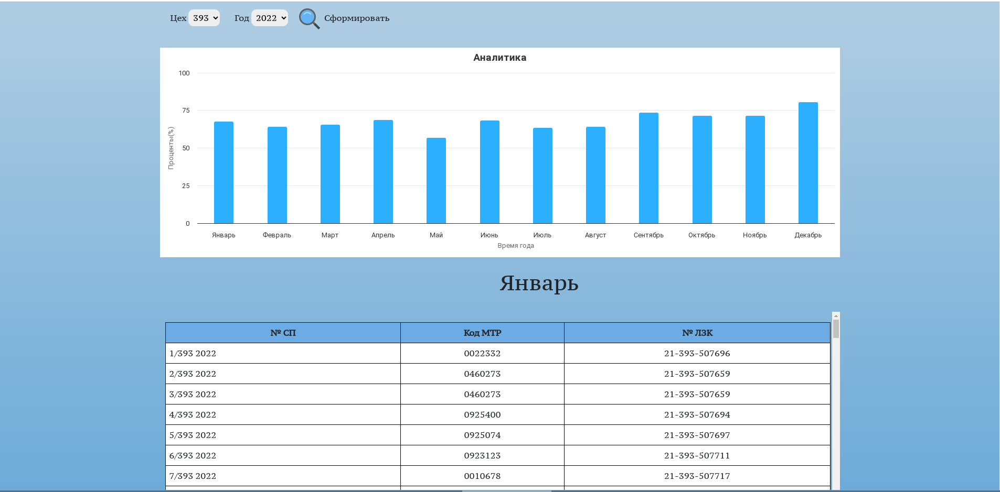 Цех 393 Год 2022 Сформировать
Аналитика
100
75
50
25
0
Проценты(%)
Январь Февраль Март Апрель Май Июнь Июль Август Сентябрь Октябрь Ноябрь Декабрь
Время года
Январь
№ СП Код МТР № ЛЗК
1/393 2022 0022332 21-393-507696
2/393 2022 0460273 21-393-507659
3/393 2022 0460273 21-393-507659
4/393 2022 0925400 21-393-507694
5/393 2022 0925074 21-393-507697
6/393 2022 0923123 21-393-507711
7/393 2022 0010678 21-393-507717